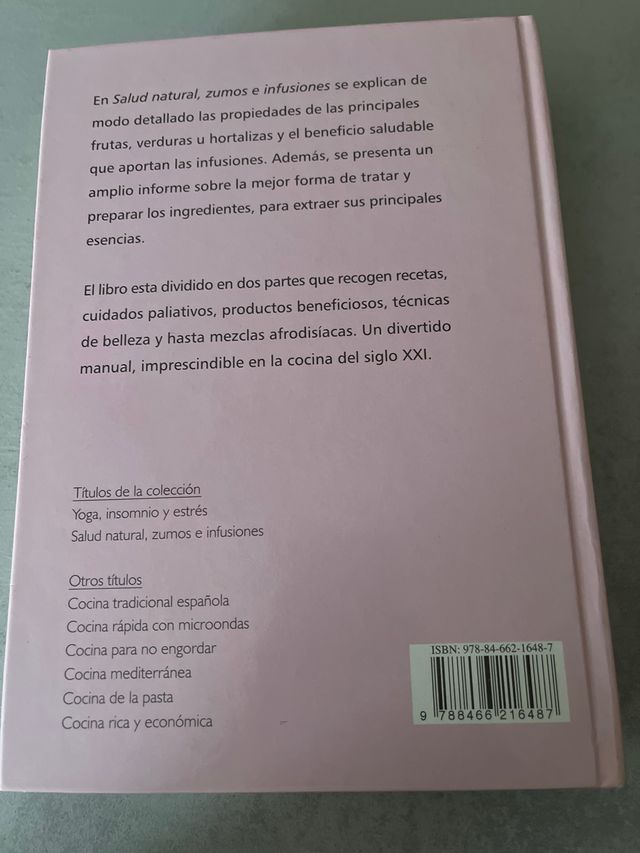 En Salud natural, zumos e infusiones se explican de
modo detallado las propiedades de las principales
frutas, verduras u hortalizas y el beneficio saludable
que aportan las infusiones. Además, se presenta un
amplio informe sobre la mejor forma de tratar y
preparar los ingredientes, para extraer sus principales
esencias.
El libro esta dividido en dos partes que recogen recetas,
cuidados paliativos, productos beneficiosos, técnicas
de belleza y hasta mezclas afrodisíacas. Un divertido
manual, imprescindible en la cocina del siglo XXI.
Títulos de la colección
Yoga, insomnio y estrés
Salud natural, zumos e infusiones
Otros títulos
Cocina tradicional española
Cocina rápida con microondas
Cocina para no engordar
Cocina mediterránea
Cocina de la pasta
Cocina rica y económica
ISBN: 978-84-662-1648-7
9 788466 216487